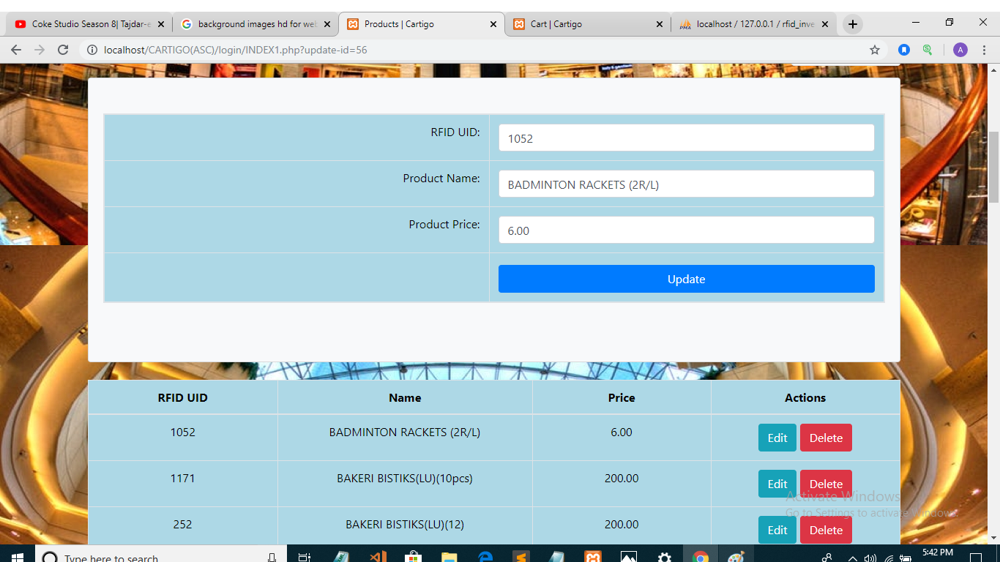 Coke Studio Season 8| Tajdar-e
background images hd for web
Products | Cartigo
Cart | Cartigo
localhost / 127.0.0.1 / rfid_inve
localhost/CARTIGO(ASC)/login/INDEX1.php?update-id=56
A
RFID UID:
1052
Product Name:
BADMINTON RACKETS (2R/L)
Product Price:
6.00
Update
RFID UID Name Price Actions
1052 BADMINTON RACKETS (2R/L) 6.00 Edit Delete
1171 BAKERI BISTIKS(LU)(10pcs) 200.00 Edit Delete
Activate Windows
Go to Settings to activate Windows.
252 BAKERI BISTIKS(LU)(12) 200.00 Edit Delete
Type here to search
5:42 PM